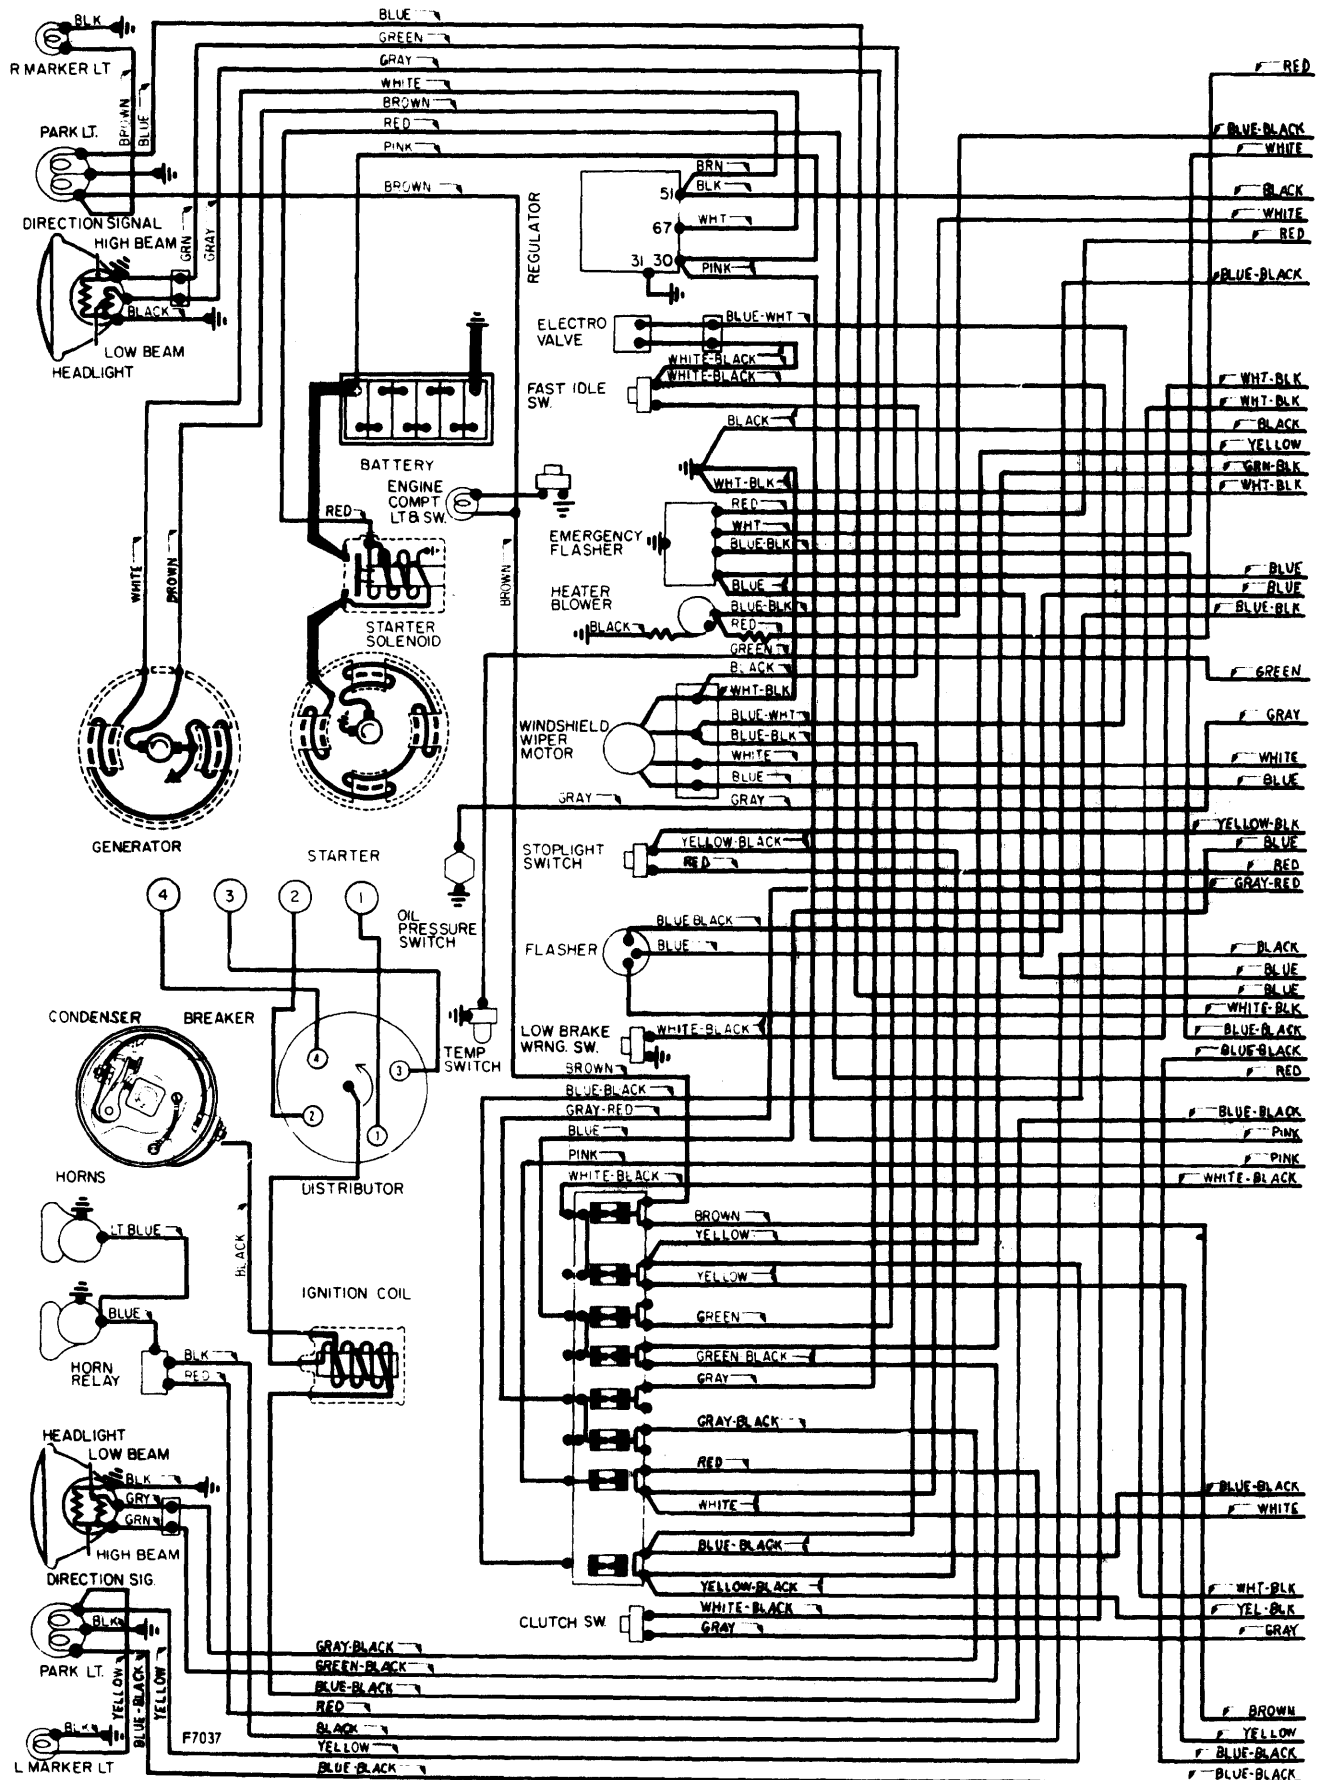 BLK
R MARKER LT
BLUE
GREEN
GRAY
WHITE
BROWN
RED
PINK
BROWN
BROWN
BLUE
PARK LT.
DIRECTION SIGNAL
HIGH BEAM
GRN
GRAY
BLACK
LOW BEAM
HEADLIGHT
REGULATOR
BRN
BLK
51
67
WHT
31 30
PINK
ELECTRO
VALVE
BLUE-WHT
WHITE-BLACK
WHITE-BLACK
FAST IDLE
SW.
BLACK
WHT-BLK
BATTERY
ENGINE
COMPT
LT & SW.
RED
EMERGENCY
FLASHER
RED
WHT
BLUE-BLK
BLUE
HEATER
BLOWER
BLUE-BLK
BLACK
RED
GREEN
WHITE
BROWN
BROWN
STARTER
SOLENOID
BLACK
WHT-BLK
WINDSHIELD
WIPER
MOTOR
BLUE-WHT
BLUE-BLK
WHITE
BLUE
GRAY
GRAY
GENERATOR
STARTER
STOPLIGHT
SWITCH
YELLOW-BLACK
RED
4
3
2
1
OIL
PRESSURE
SWITCH
FLASHER
BLUE BLACK
BLUE
CONDENSER
BREAKER
4
3
2
1
TEMP
SWITCH
LOW BRAKE
WRNG. SW.
WHITE-BLACK
BROWN
BLUE-BLACK
GRAY-RED
BLUE
PINK
WHITE-BLACK
DISTRIBUTOR
HORNS
LT BLUE
BLACK
IGNITION COIL
BLUE
HORN
RELAY
BLK
RED
BROWN
YELLOW
YELLOW
GREEN
GREEN BLACK
GRAY
GRAY-BLACK
RED
WHITE
BLUE-BLACK
YELLOW-BLACK
CLUTCH SW.
WHITE-BLACK
GRAY
HEADLIGHT
LOW BEAM
BLK
GRY
GRN
HIGH BEAM
DIRECTION SIG.
BLK
PARK LT.
YELLOW
BLUE-BLACK
YELLOW
BLK
F7037
L MARKER LT
GRAY-BLACK
GREEN-BLACK
BLUE-BLACK
RED
BLACK
YELLOW
BLUE-BLACK
RED
BLUE-BLACK
WHITE
BLACK
WHITE
RED
BLUE-BLACK
WHT-BLK
WHT-BLK
BLACK
YELLOW
GRN-BLK
WHT-BLK
BLUE
BLUE
BLUE-BLK
GREEN
GRAY
WHITE
BLUE
YELLOW-BLK
BLUE
RED
GRAY-RED
BLACK
BLUE
BLUE
WHITE-BLK
BLUE-BLACK
BLUE-BLACK
RED
BLUE-BLACK
PINK
PINK
WHITE-BLACK
BLUE-BLACK
WHITE
WHT-BLK
YEL-BLK
GRAY
BROWN
YELLOW
BLUE-BLACK
BLUE-BLACK